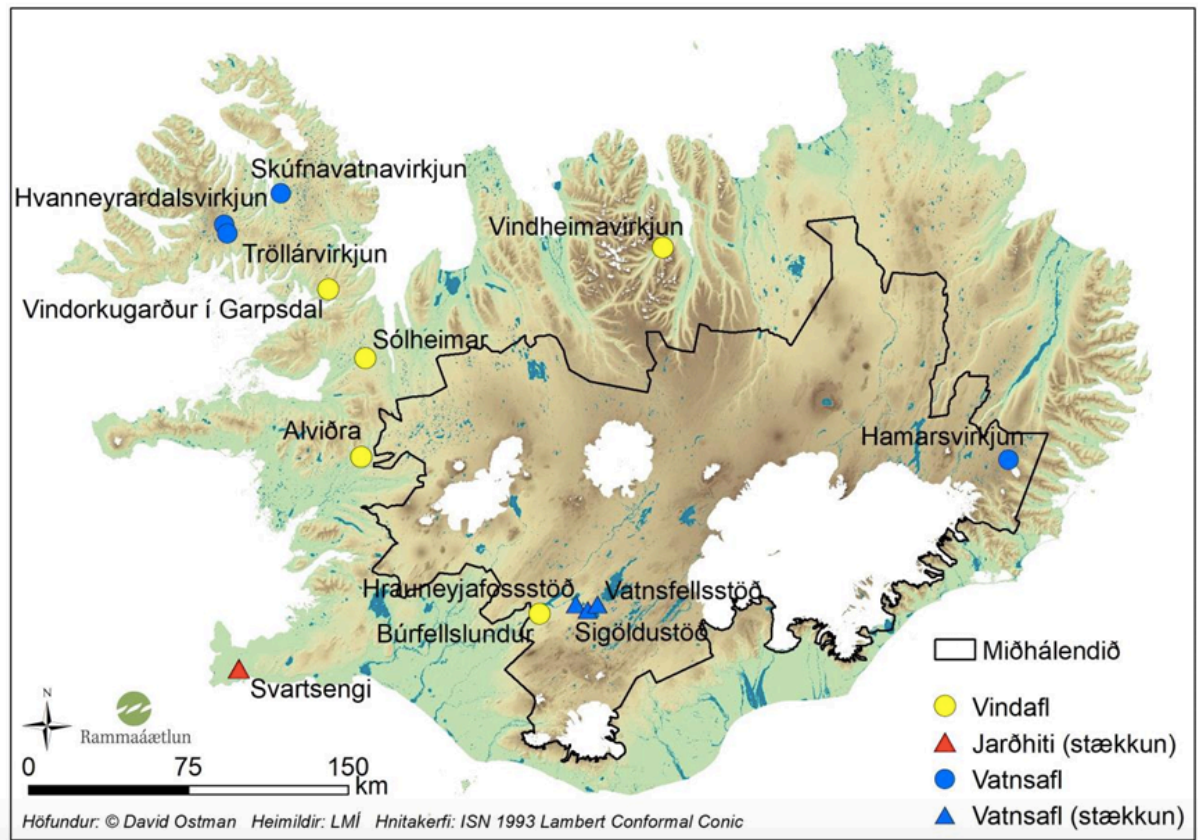 Skúfnavatnavirkjun
Hvanneyrardalsvirkjun
Tröllárvirkjun
Vindorkugarður í Garpsdal
Vindheimavirkjun
Sólheimar
Alviðra
Hamarsvirkjun
Hrauneyjafossstöð
Vatnsfellsstöð
Búrfellslundur
Sigöldustöð
Svartsengi
N
Rammaáætlun
0 75 150
km
Miðhálendið
Vindafl
Jarðhiti (stækkun)
Vatnsafl
Vatnsafl (stækkun)
Höfundur: © David Ostman Heimildir: LMÍ Hnitakerfi: ISN 1993 Lambert Conformal Conic